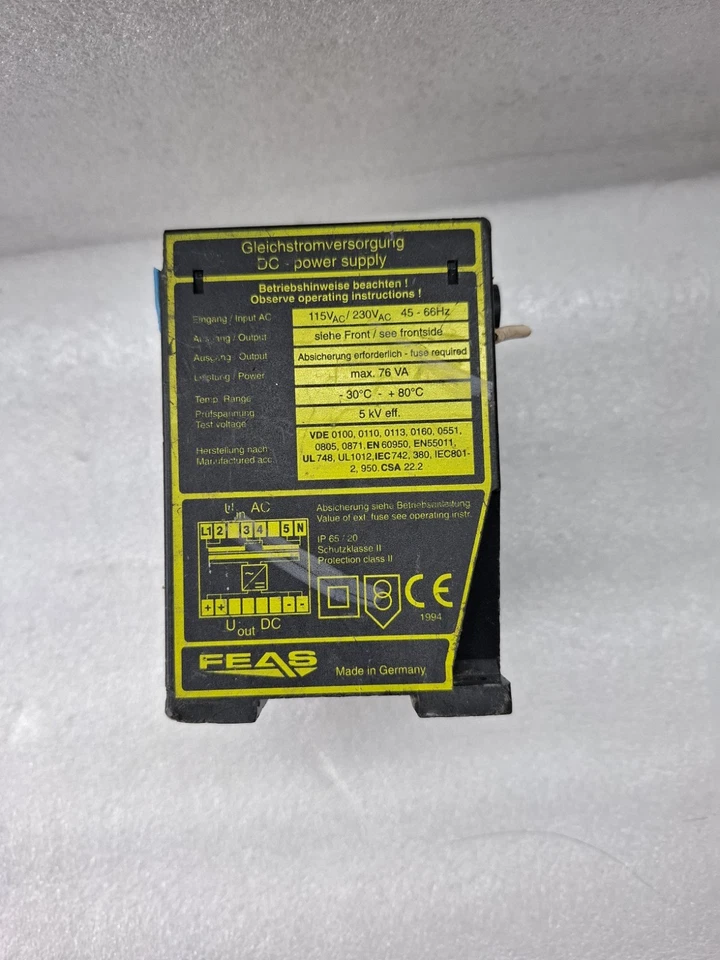 Gleichstromversorgung
DC - power supply
Betriebshinweise beachten !
Observe operating instructions !
Eingang / Input AC 115VAC / 230VAC 45 - 66Hz
Ausgang / Output siehe Front / see frontside
Ausgang / Output Absicherung erforderlich - fuse required
Leistung / Power max. 76 VA
Temp. Range - 30°C - + 80°C
Prüfspannung
Test voltage 5 kV eff.
Herstellung nach
Manufactured acc.
VDE 0100, 0110, 0113, 0160, 0551,
0805, 0871, EN 60950, EN55011,
UL 748, UL1012, IEC 742, 380, IEC801-
2, 950, CSA 22.2
Uin AC
L1 2 3 4 5 N
+ + - -
Uout DC
Absicherung siehe Betriebsanleitung
Value of ext. fuse see operating instr.
IP 65 / 20
Schutzklasse II
Protection class II
CE
1994
FEAS
Made in Germany